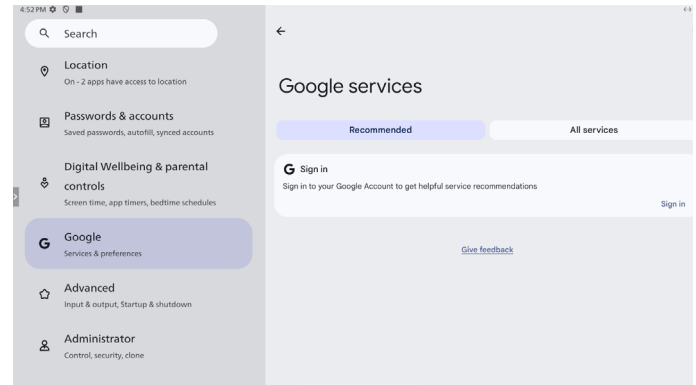 4:52 PM
Search
Location
On - 2 apps have access to location
Passwords & accounts
Saved passwords, autofill, synced accounts
Digital Wellbeing & parental
controls
Screen time, app timers, bedtime schedules
Google
Services & preferences
Advanced
Input & output, Startup & shutdown
Administrator
Control, security, clone
Google services
Recommended
All services
G Sign in
Sign in to your Google Account to get helpful service recommendations
Sign in
Give feedback